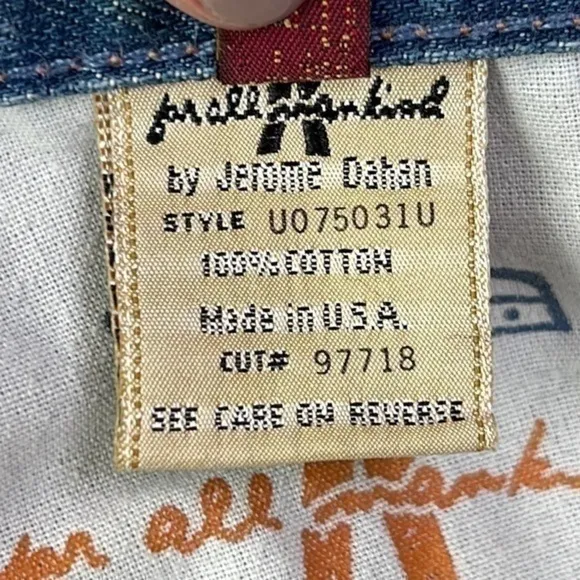 for all mankind
by Jerome Dahan
STYLE U075031U
100% COTTON
Made in U.S.A.
CUT# 97718
SEE CARE ON REVERSE
for all mankin